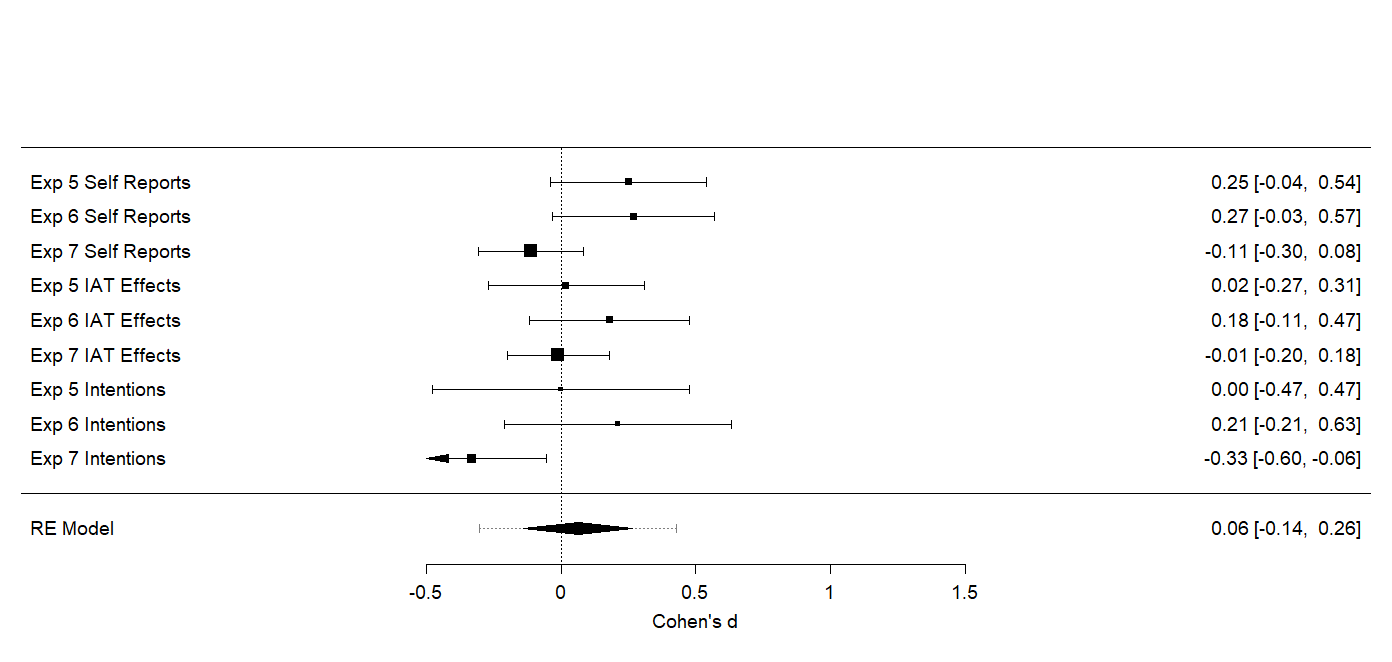 Exp 5 Self Reports 0.25 [-0.04, 0.54]
Exp 6 Self Reports 0.27 [-0.03, 0.57]
Exp 7 Self Reports -0.11 [-0.30, 0.08]
Exp 5 IAT Effects 0.02 [-0.27, 0.31]
Exp 6 IAT Effects 0.18 [-0.11, 0.47]
Exp 7 IAT Effects -0.01 [-0.20, 0.18]
Exp 5 Intentions 0.00 [-0.47, 0.47]
Exp 6 Intentions 0.21 [-0.21, 0.63]
Exp 7 Intentions -0.33 [-0.60, -0.06]
RE Model 0.06 [-0.14, 0.26]
-0.5 0 0.5 1 1.5
Cohen's d